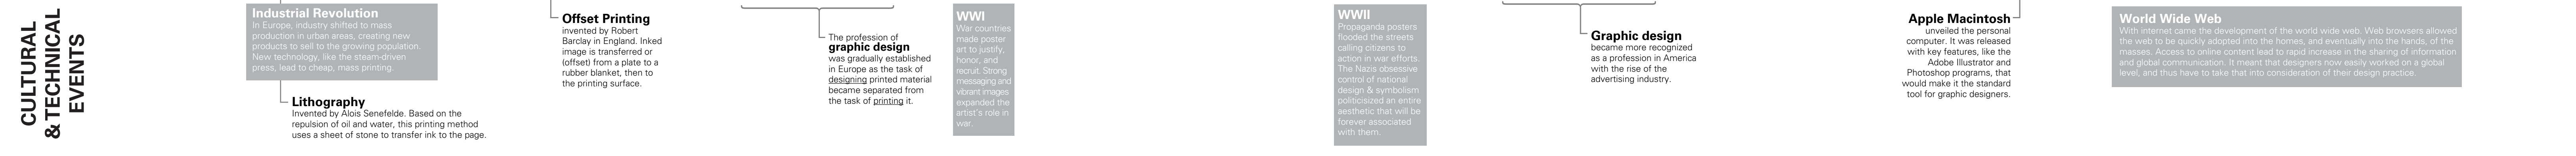 CULTURAL
& TECHNICAL
EVENTS
Industrial Revolution
In Europe, industry shifted to mass
production in urban areas, creating new
products to sell to the growing population.
New technology, like the steam-driven
press, lead to cheap, mass printing.
Lithography
Invented by Alois Senefelde. Based on the
repulsion of oil and water, this printing method
uses a sheet of stone to transfer ink to the page.
Offset Printing
invented by Robert
Barclay in England. Inked
image is transferred or
(offset) from a plate to a
rubber blanket, then to
the printing surface.
The profession of
graphic design
was gradually established
in Europe as the task of
designing printed material
became separated from
the task of printing it.
WWI
War countries
made poster
art to justify,
honor, and
recruit. Strong
messaging and
vibrant images
expanded the
artist's role in
war.
WWII
Propaganda posters
flooded the streets
calling citizens to
action in war efforts.
The Nazis obsessive
control of national
design & symbolism
politicisized an entire
aesthetic that will be
forever associated
with them.
Graphic design
became more recognized
as a profession in America
with the rise of the
advertising industry.
Apple Macintosh
unveiled the personal
computer. It was released
with key features, like the
Adobe Illustrator and
Photoshop programs, that
would make it the standard
tool for graphic designers.
World Wide Web
With internet came the development of the world wide web. Web browsers allowed
the web to be quickly adopted into the homes, and eventually into the hands, of the
masses. Access to online content lead to rapid increase in the sharing of information
and global communication. It meant that designers now easily worked on a global
level, and thus have to take that into consideration of their design practice.